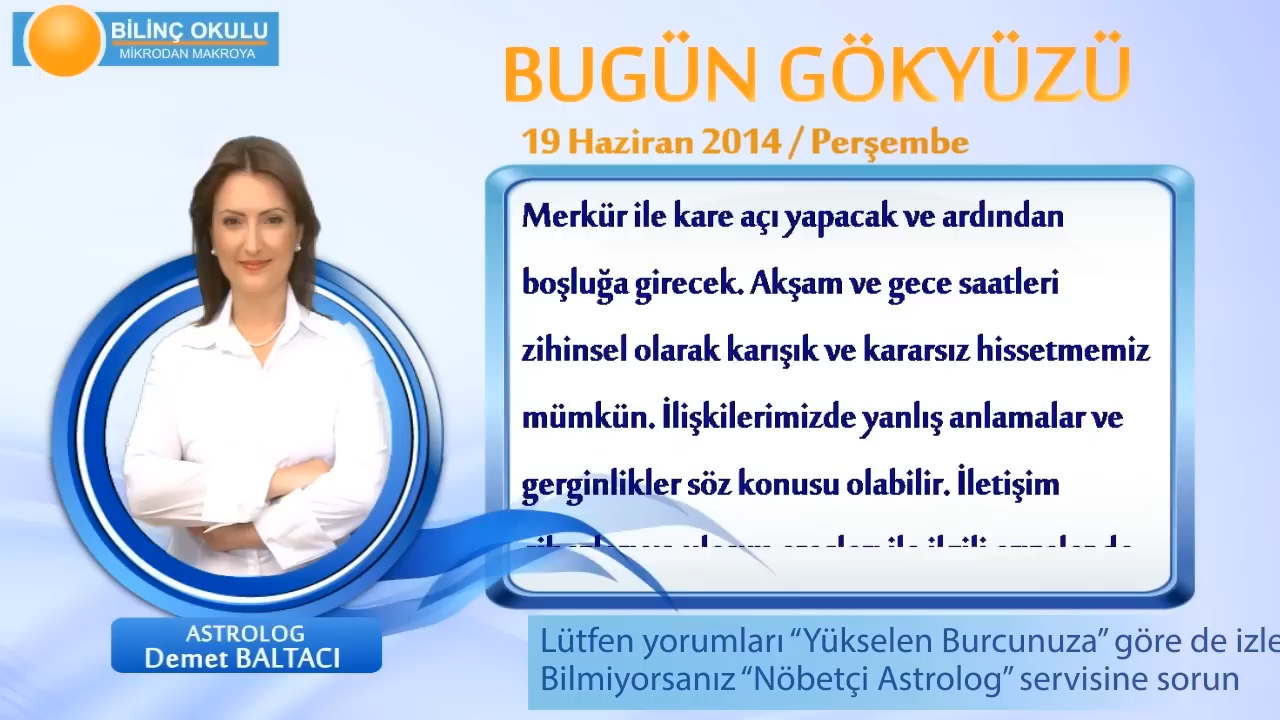 BİLİNÇ OKULU
MİKRODAN MAKROYA
BUGÜN GÖKYÜZÜ
19 Haziran 2014 / Perşembe
Merkür ile kare açı yapacak ve ardından
boşluğa girecek. Akşam ve gece saatleri
zihinsel olarak karışık ve kararsız hissetmemiz
mümkün. İlişkilerimizde yanlış anlamalar ve
gerginlikler söz konusu olabilir. İletişim
ASTROLOG
Demet BALTACI
Lütfen yorumları “Yükselen Burcunuza” göre de izle
Bilmiyorsanız “Nöbetçi Astrolog” servisine sorun